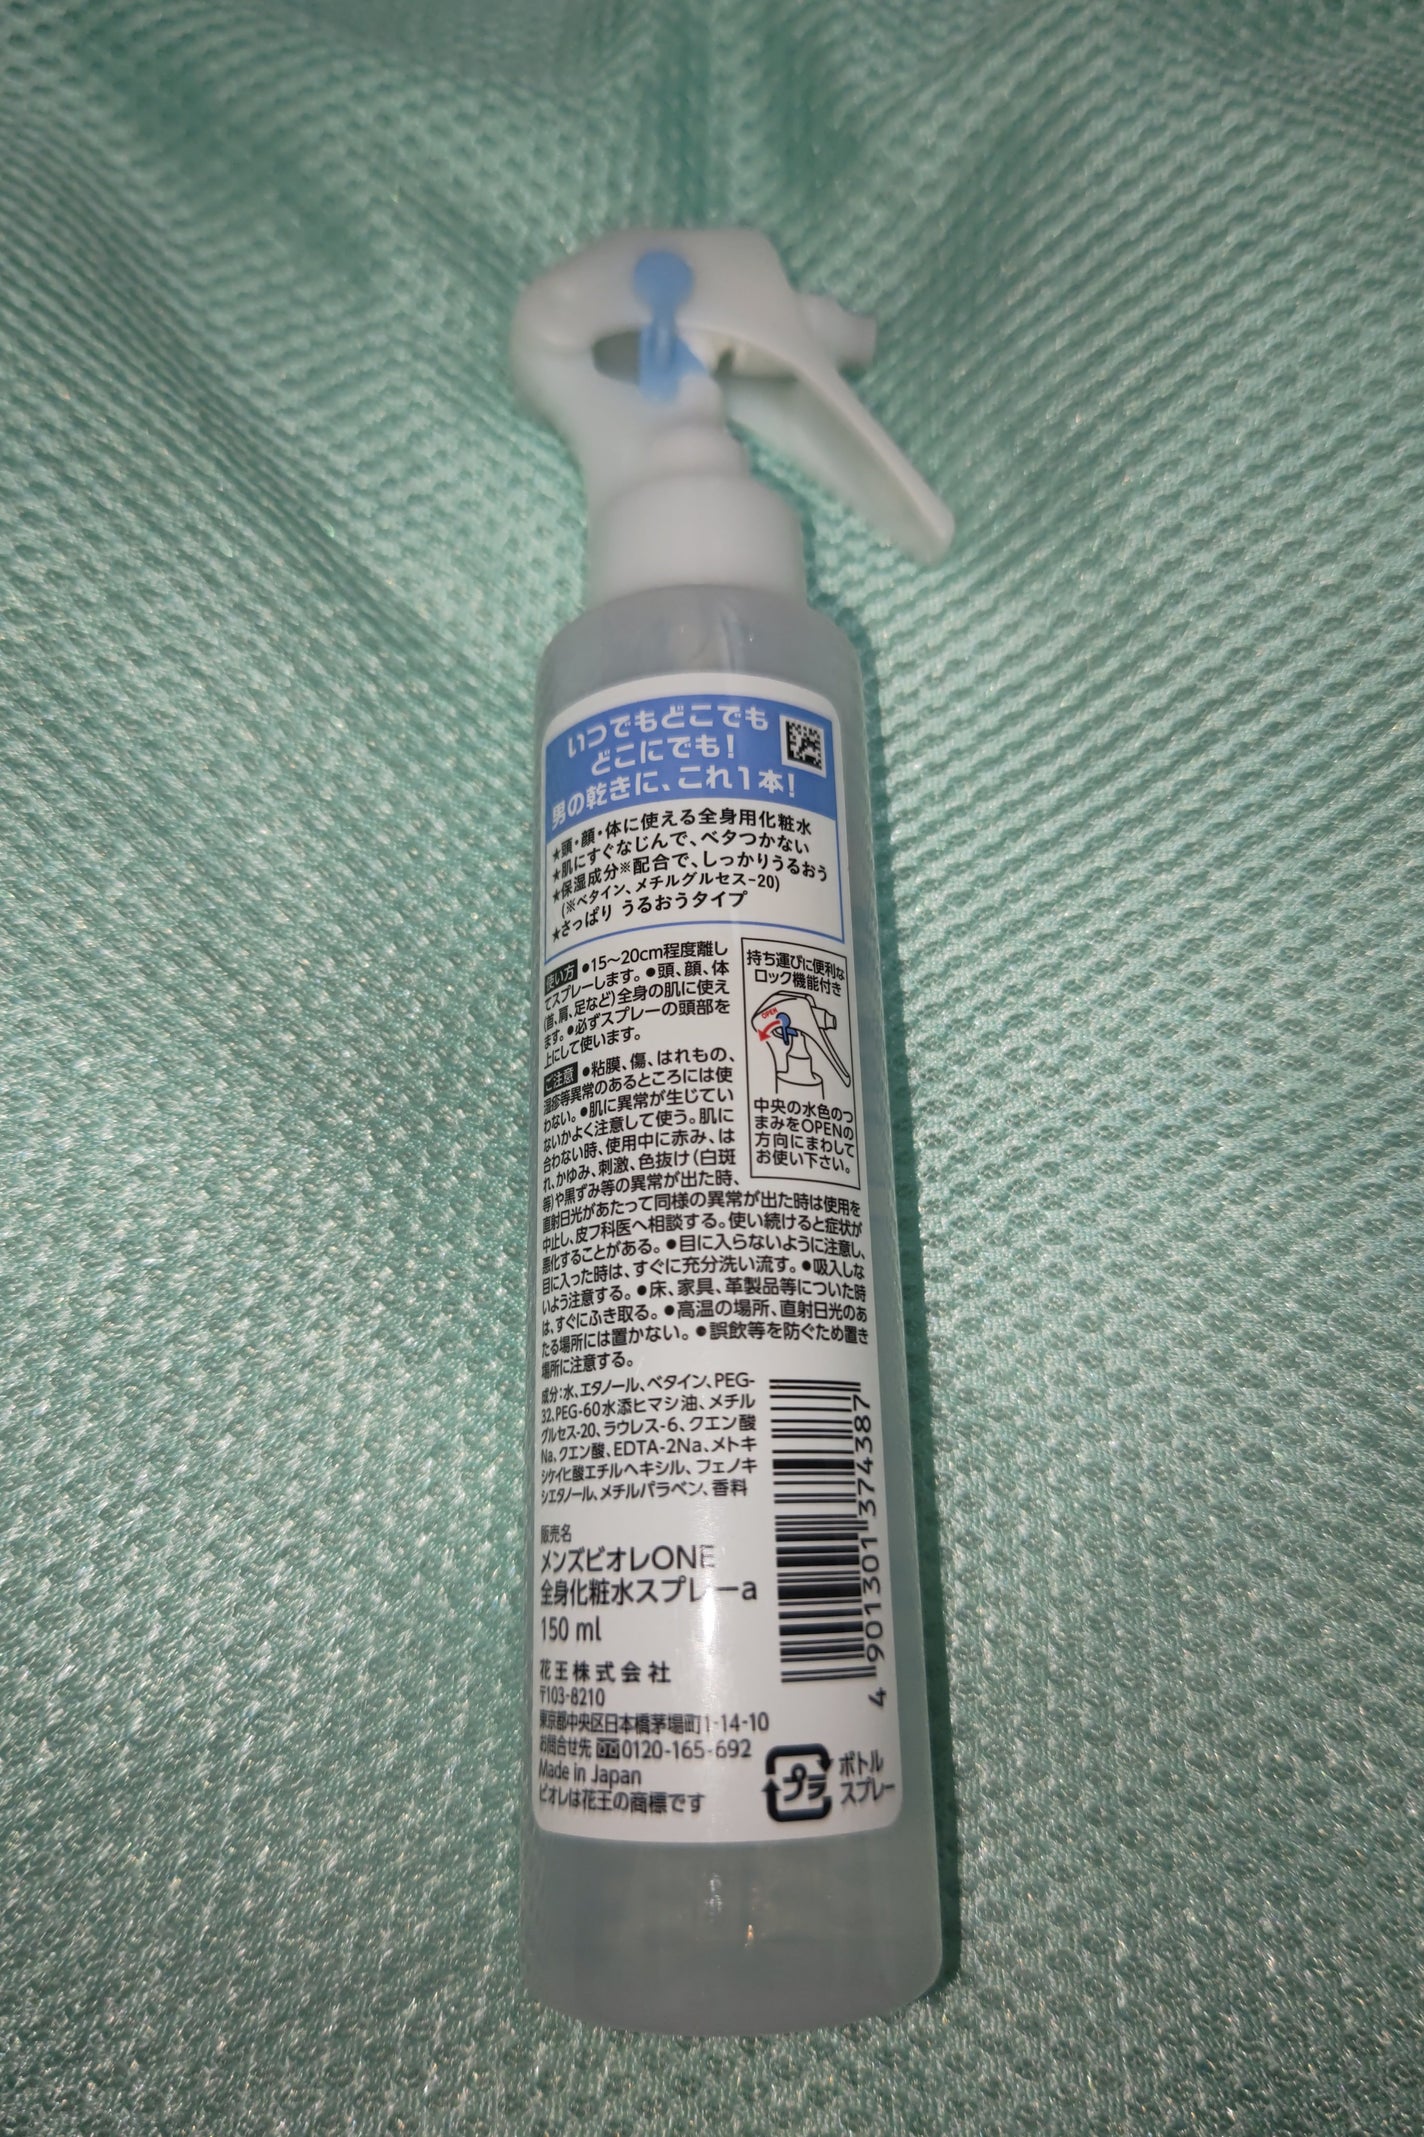 いつでもどこでも
どこにでも!
男の乾きに、これ1本!
★頭・顔・体に使える全身用化粧水
★肌にすぐなじんで、ベタつかない
★保湿成分※配合で、しっかりうるおう
(※ベタイン、メチルグルセス-20)
★さっぱり うるおうタイプ
使い方 ●15～20cm程度離し
てスプレーします。●頭、顔、体
(首、肩、足など)全身の肌に使え
ます。●必ずスプレーの頭部を
上にして使います。
持ち運びに便利な
ロック機能付き
OPEN
中央の水色のつ
まみをOPENの
方向にまわして
お使い下さい。
ご注意 ●粘膜、傷、はれもの、
湿疹等異常のあるところには使
わない。●肌に異常が生じてい
ないかよく注意して使う。肌に
合わない時、使用中に赤み、は
れ、かゆみ、刺激、色抜け(白斑
等)や黒ずみ等の異常が出た時、
直射日光があたって同様の異常が出た時は使用を
中止し、皮フ科医へ相談する。使い続けると症状が
悪化することがある。●目に入らないように注意し、
目に入った時は、すぐに充分洗い流す。●吸入しな
いよう注意する。●床、家具、革製品等についた時
は、すぐにふき取る。●高温の場所、直射日光のあ
たる場所には置かない。●誤飲等を防ぐため置き
場所に注意する。
成分:水、エタノール、ベタイン、PEG-
32、PEG-60水添ヒマシ油、メチル
グルセス-20、ラウレス-6、クエン酸
Na、クエン酸、EDTA-2Na、メトキ
シケイヒ酸エチルヘキシル、フェノキ
シエタノール、メチルパラベン、香料
販売名
メンズビオレONE
全身化粧水スプレーa
150 ml
花王株式会社
〒103-8210
東京都中央区日本橋茅場町1-14-10
お問合せ先 0120-165-692
Made in Japan
ビオレは花王の商標です
4 901301 374387
プラ
ボトル
スプレー